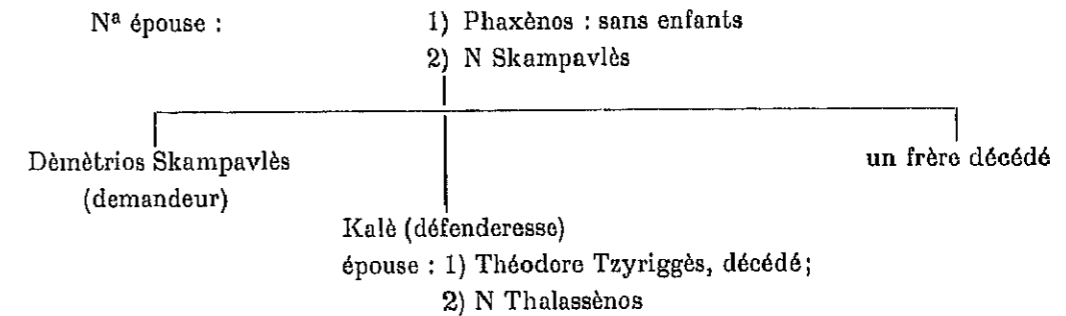 Nª épouse : 1) Phaxènos : sans enfants
2) N Skampavlès
Dèmètrios Skampavlès
(demandeur)
un frère décédé
Kalè (défenderesse)
épouse : 1) Théodore Tzyriggès, décédé;
2) N Thalassènos